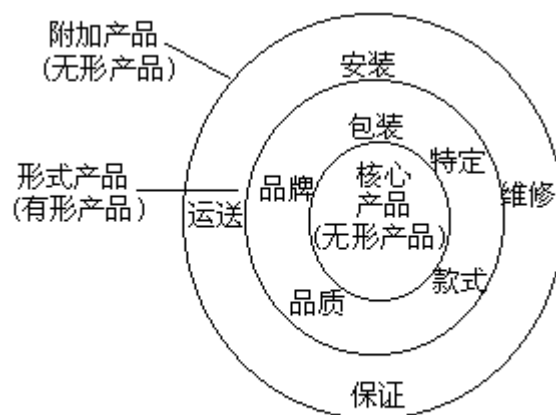 附加产品
(无形产品)
安装
包装
特定
形式产品
(有形产品)
品牌
核心
产品
(无形产品)
维修
运送
品质
款式
保证